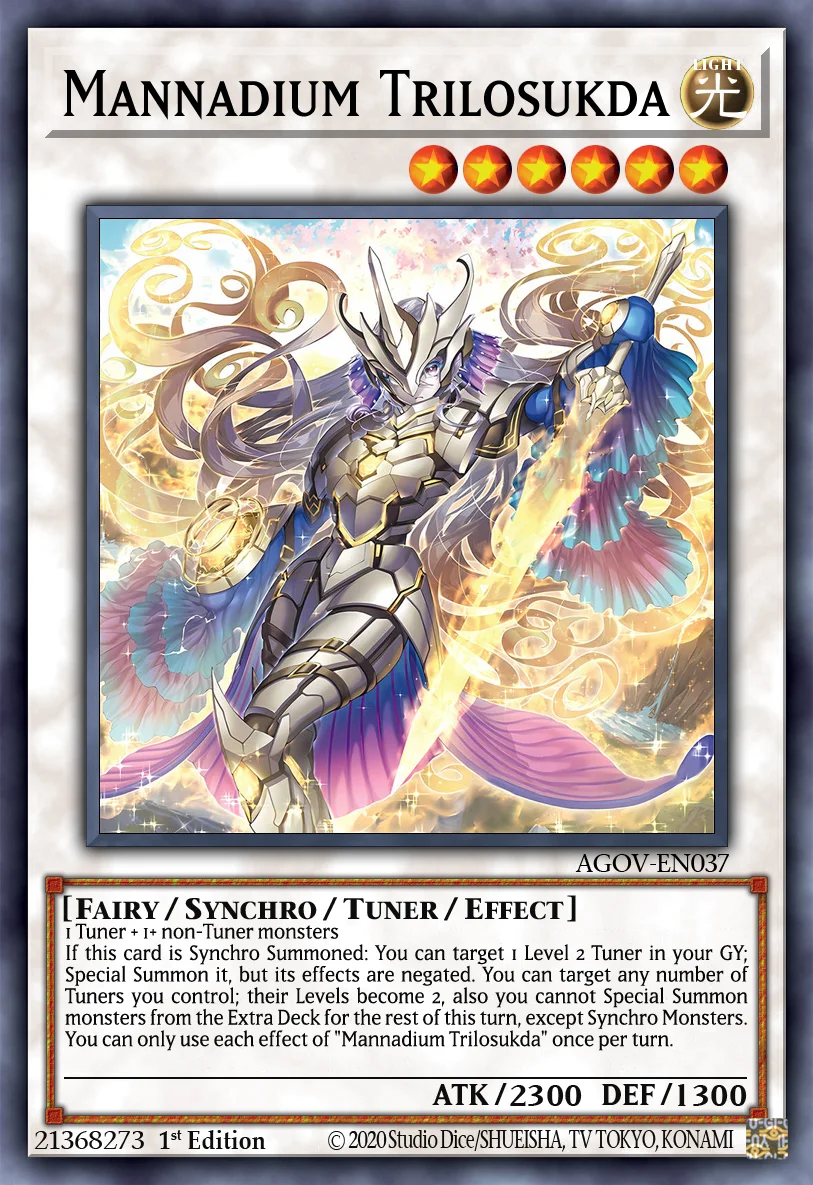 Mannadium Trilosukda
LIGHT
光
AGOV-EN037
[Fairy / Synchro / Tuner / Effect]
1 Tuner + 1+ non-Tuner monsters
If this card is Synchro Summoned: You can target 1 Level 2 Tuner in your GY;
Special Summon it, but its effects are negated. You can target any number of
Tuners you control; their Levels become 2, also you cannot Special Summon
monsters from the Extra Deck for the rest of this turn, except Synchro Monsters.
You can only use each effect of "Mannadium Trilosukda" once per turn.
ATK/2300 DEF/1300
21368273 1st Edition
© 2020 Studio Dice/SHUEISHA, TV TOKYO, KONAMI